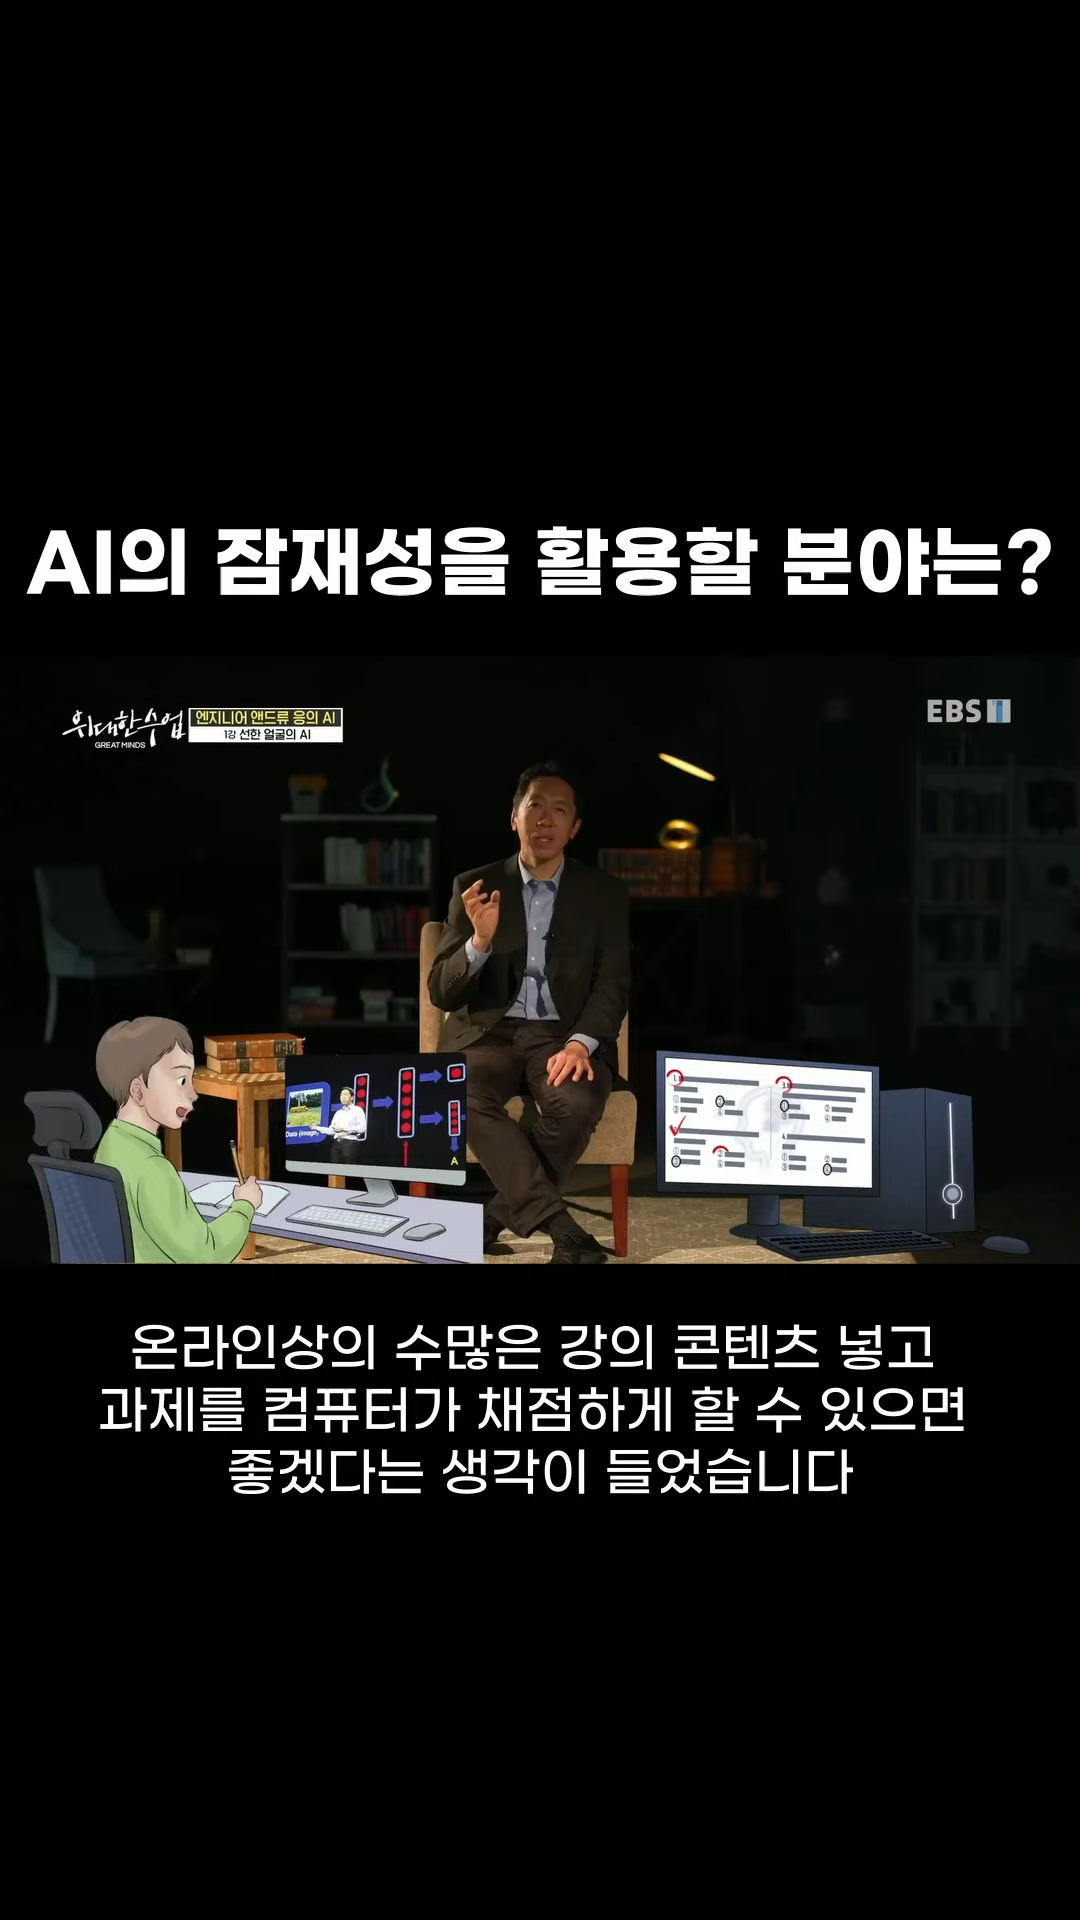 AI의 잠재성을 활용할 분야는?
위대한수업
GREAT MINDS
엔지니어 앤드류 응의 AI
1강 선한 얼굴의 AI
EBS 1
Data (image)
A
온라인상의 수많은 강의 콘텐츠 넣고
과제를 컴퓨터가 채점하게 할 수 있으면
좋겠다는 생각이 들었습니다